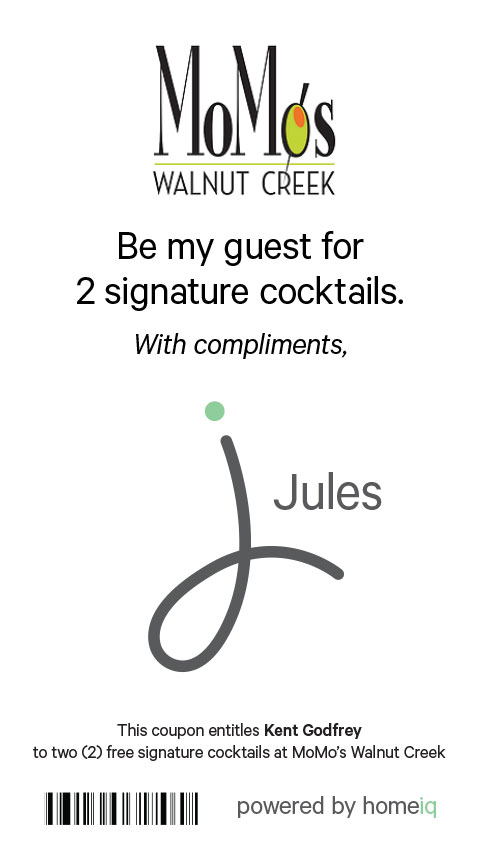 MoMo's
WALNUT CREEK
Be my guest for
2 signature cocktails.
With compliments,
j
Jules
This coupon entitles Kent Godfrey
to two (2) free signature cocktails at MoMo's Walnut Creek
powered by homeiq